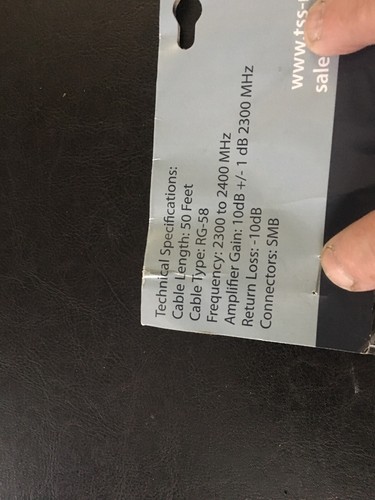 Technical Specifications:
Cable Length: 50 Feet
Cable Type: RG-58
Frequency: 2300 to 2400 MHz
Amplifier Gain: 10dB +/- 1 dB 2300 MHz
Return Loss: -10dB
Connectors: SMB